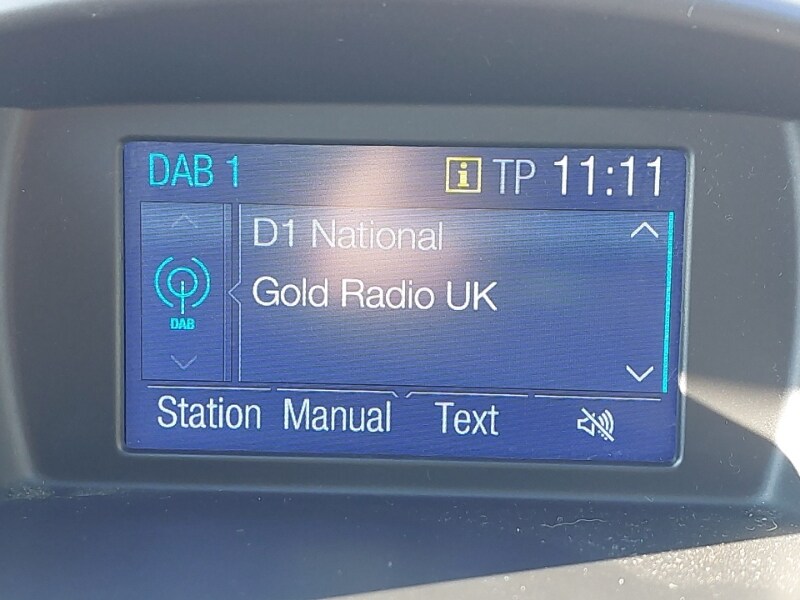 DAB 1 i TP 11:11
D1 National
DAB
Gold Radio UK
Station Manual Text